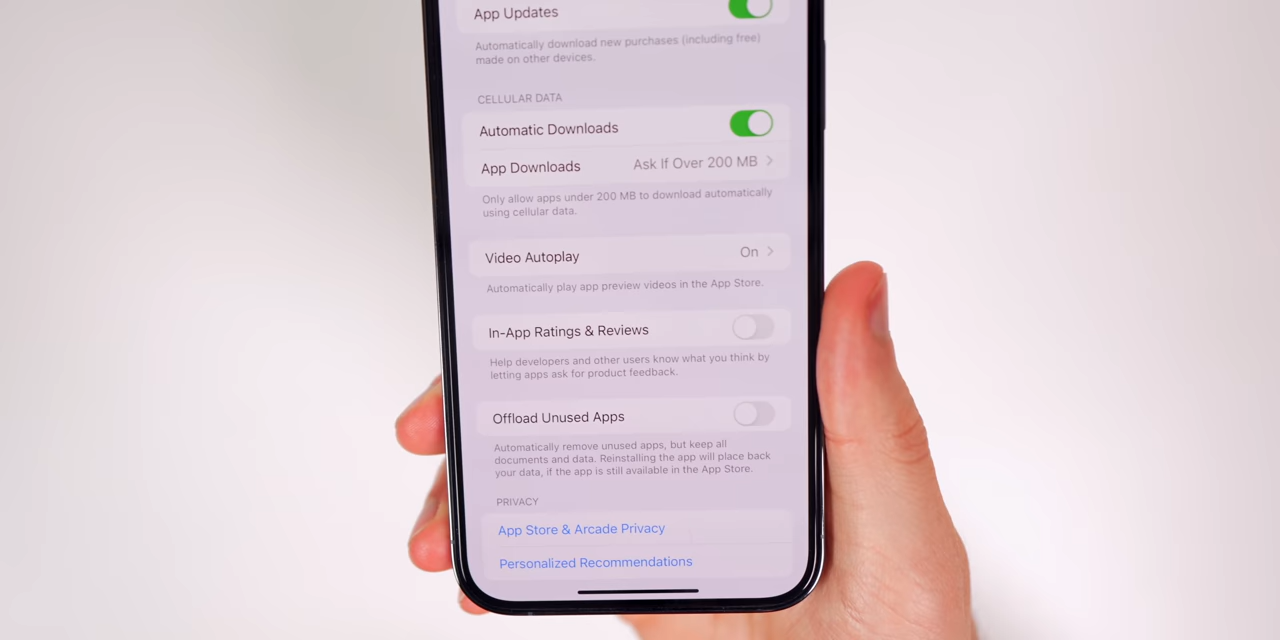 App Updates
Automatically download new purchases (including free)
made on other devices.
CELLULAR DATA
Automatic Downloads
App Downloads Ask If Over 200 MB
Only allow apps under 200 MB to download automatically
using cellular data.
Video Autoplay On
Automatically play app preview videos in the App Store.
In-App Ratings & Reviews
Help developers and other users know what you think by
letting apps ask for product feedback.
Offload Unused Apps
Automatically remove unused apps, but keep all
documents and data. Reinstalling the app will place back
your data, if the app is still available in the App Store.
PRIVACY
App Store & Arcade Privacy
Personalized Recommendations